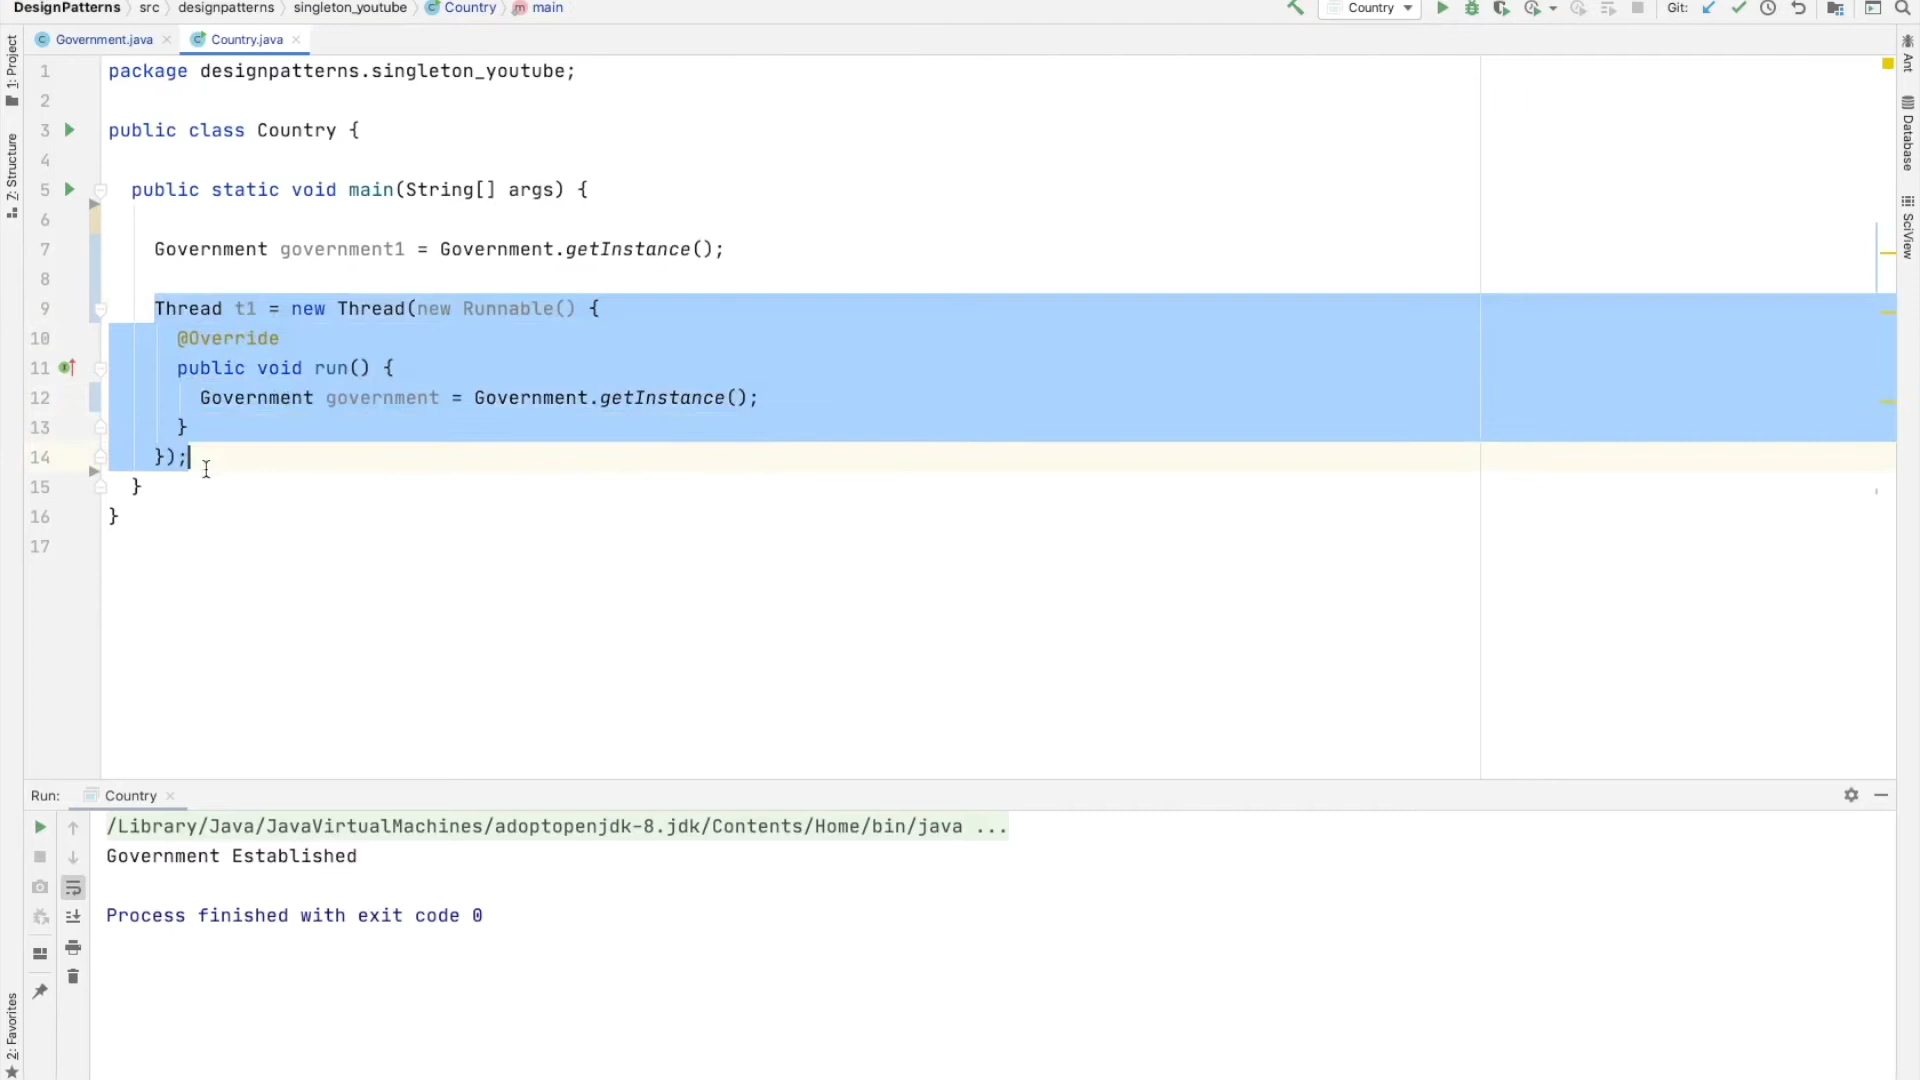 DesignPatterns src designpatterns singleton_youtube Country main
Country
Git:
Government.java Country.java
1: Project
7: Structure
2: Favorites
Ant
Database
SciView
1 package designpatterns.singleton_youtube;
2
3 public class Country {
4
5 public static void main(String[] args) {
6
7 Government government1 = Government.getInstance();
8
9 Thread t1 = new Thread(new Runnable() {
10 @Override
11 public void run() {
12 Government government = Government.getInstance();
13 }
14 });
15 }
16 }
17
Run: Country
/Library/Java/JavaVirtualMachines/adoptopenjdk-8.jdk/Contents/Home/bin/java ...
Government Established
Process finished with exit code 0